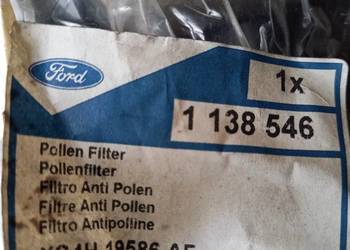 Ford
1x
1 138 546
Pollen Filter
Pollenfilter
Filtro Anti Polen
Filtre Anti Pollen
Filtro Antipolline